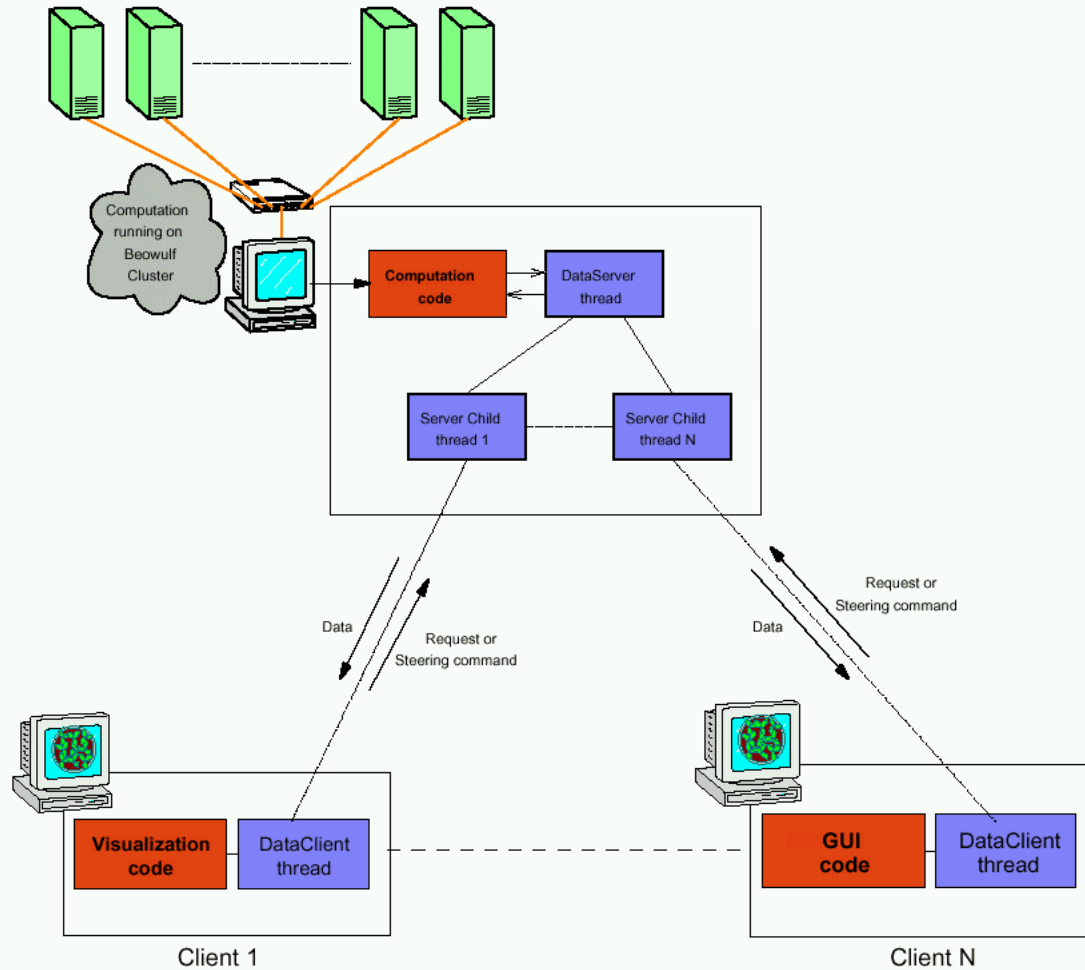 Computation
running on
Beowulf
Cluster
Computation
code
DataServer
thread
Server Child
thread 1
Server Child
thread N
Data
Request or
Steering command
Request or
Steering command
Data
Visualization
code
DataClient
thread
GUI
code
DataClient
thread
Client 1
Client N